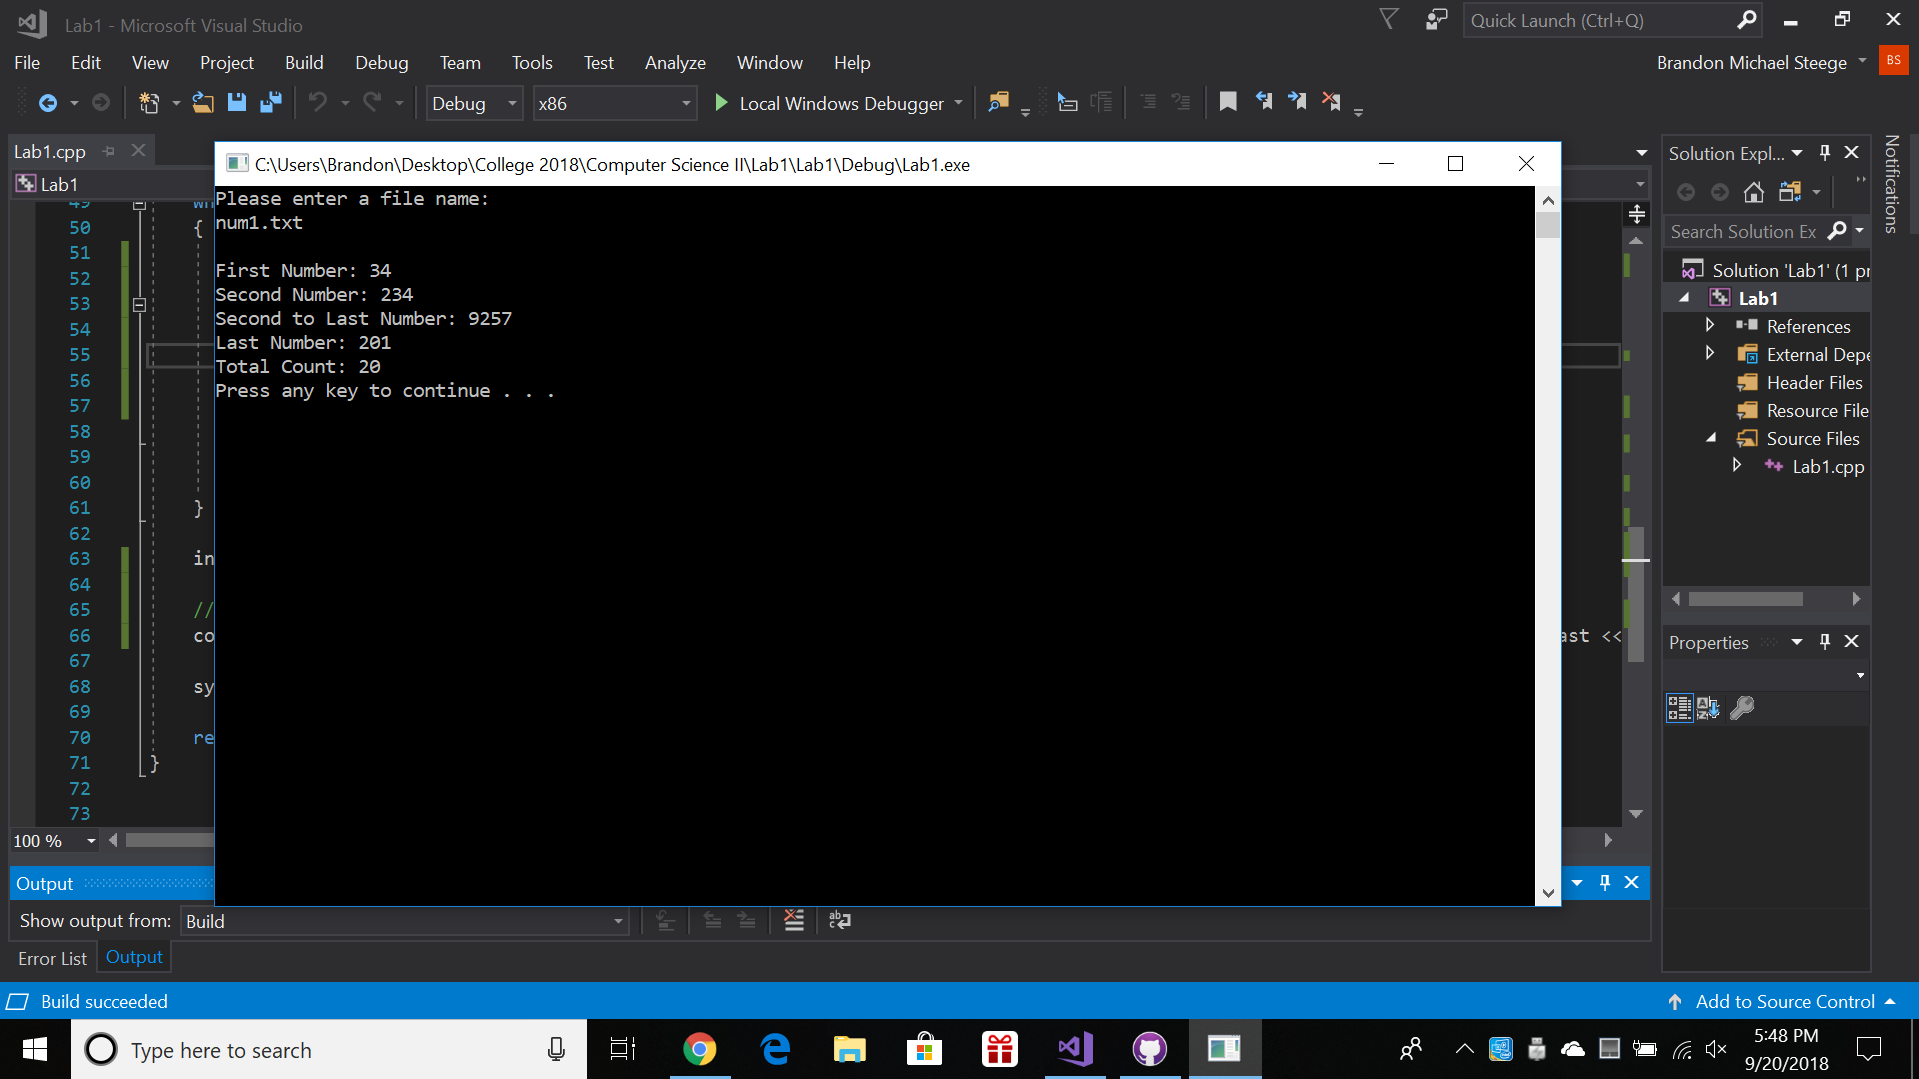 Lab1 - Microsoft Visual Studio
Quick Launch (Ctrl+Q)
File Edit View Project Build Debug Team Tools Test Analyze Window Help
Brandon Michael Steege BS
Debug x86 Local Windows Debugger
Lab1.cpp
Lab1
C:\Users\Brandon\Desktop\College 2018\Computer Science II\Lab1\Lab1\Debug\Lab1.exe
Please enter a file name:
num1.txt
First Number: 34
Second Number: 234
Second to Last Number: 9257
Last Number: 201
Total Count: 20
Press any key to continue . . .
49 wh
50 {
51
52
53
54
55
56
57
58
59
60
61 }
62
63 in
64
65 //
66 co ast <<
67
68 sy
69
70 re
71 }
72
73
100 %
Solution Expl...
Search Solution Ex
Solution 'Lab1' (1 pr
Lab1
References
External Depe
Header Files
Resource File
Source Files
Lab1.cpp
Properties
Notifications
Output
Show output from: Build
Error List Output
Build succeeded
Add to Source Control
Type here to search
5:48 PM
9/20/2018